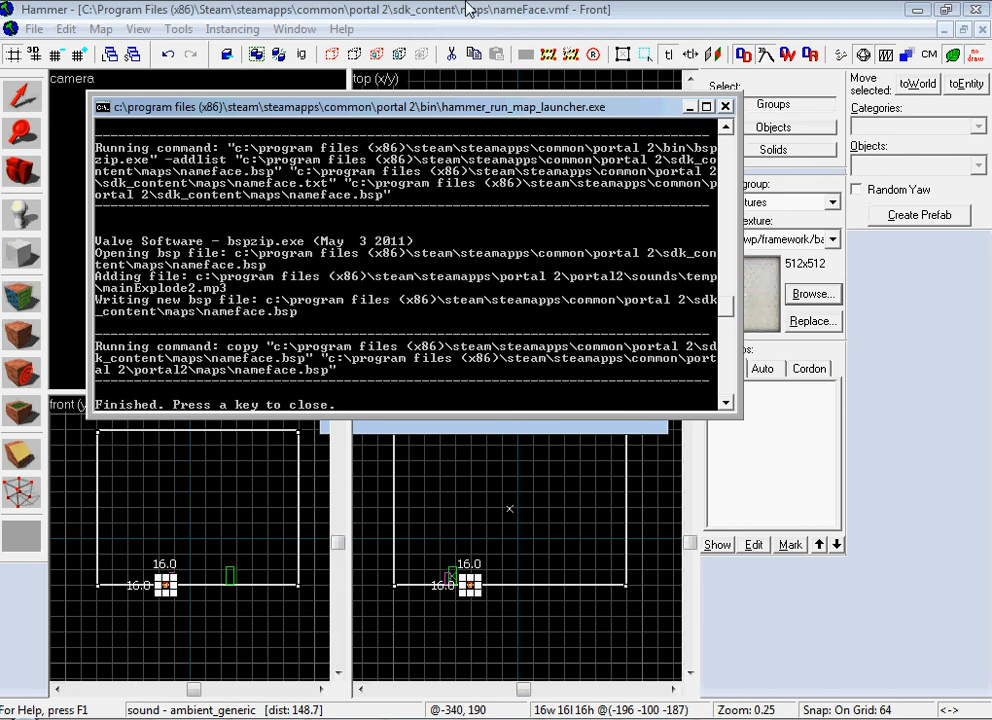 Hammer - [C:\Program Files (x86)\Steam\steamapps\common\portal 2\sdk_content\maps\nameFace.vmf - Front]
File Edit Map View Tools Instancing Window Help
camera
top (x/y)
c:\program files (x86)\steam\steamapps\common\portal 2\bin\hammer_run_map_launcher.exe
Running command: "c:\program files (x86)\steam\steamapps\common\portal 2\bin\bsp
zip.exe" -addlist "c:\program files (x86)\steam\steamapps\common\portal 2\sdk_co
ntent\maps\nameface.bsp" "c:\program files (x86)\steam\steamapps\common\portal 2
\sdk_content\maps\nameface.txt" "c:\program files (x86)\steam\steamapps\common\p
ortal 2\sdk_content\maps\nameface.bsp"
Valve Software - bspzip.exe (May  3 2011)
Opening bsp file: c:\program files (x86)\steam\steamapps\common\portal 2\sdk_con
tent\maps\nameface.bsp
Adding file: c:\program files (x86)\steam\steamapps\portal 2\portal2\sounds\temp
\mainExplode2.mp3
Writing new bsp file: c:\program files (x86)\steam\steamapps\common\portal 2\sdk
_content\maps\nameface.bsp
Running command: copy "c:\program files (x86)\steam\steamapps\common\portal 2\sd
k_content\maps\nameface.bsp" "c:\program files (x86)\steam\steamapps\common\port
al 2\portal2\maps\nameface.bsp"
Finished. Press a key to close.
Select:
Groups
Objects
Solids
group:
tures
exture:
wp/framework/ba
512x512
Browse...
Replace...
ps:
Auto
Cordon
Show
Edit
Mark
Move
selected:
toWorld
toEntity
Categories:
Objects:
Random Yaw
Create Prefab
front (y
16.0
16.0
16.0
16.0
For Help, press F1
sound - ambient_generic [dist: 148.7]
@-340, 190
16w 16l 16h @(-196 -100 -187)
Zoom: 0.25
Snap: On Grid: 64
<->